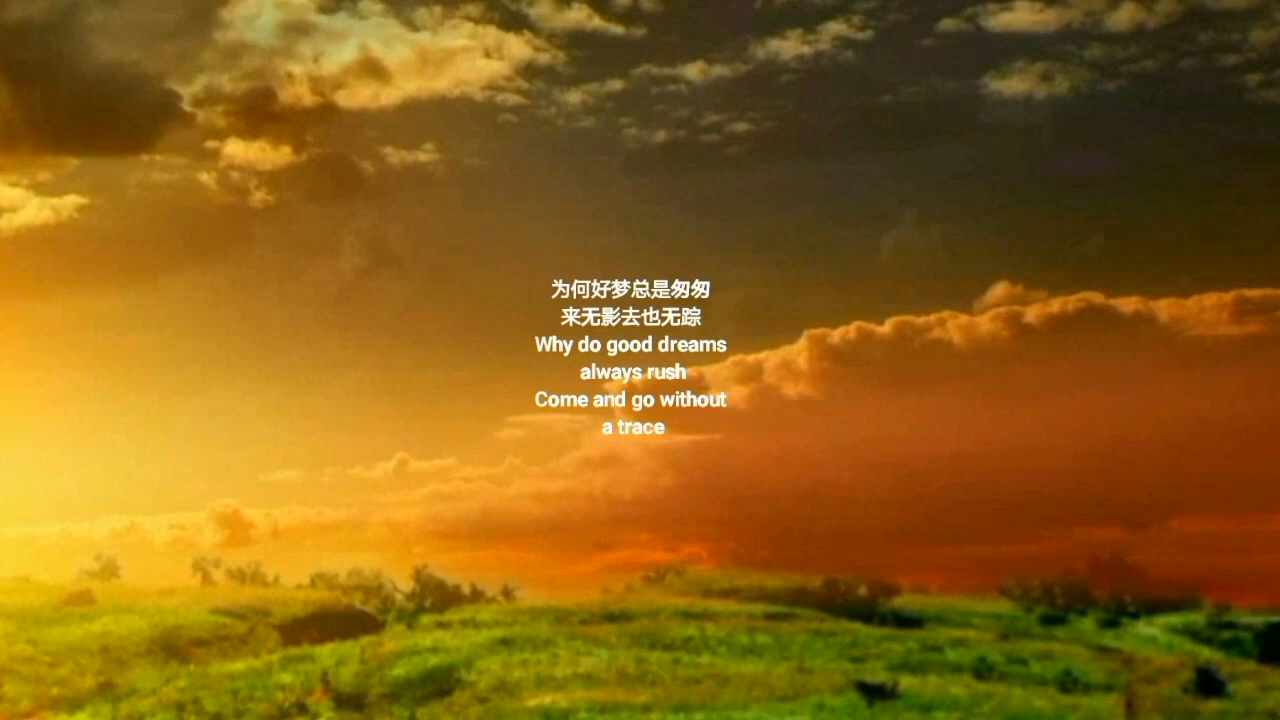 为何好梦总是匆匆
来无影去也无踪
Why do good dreams
always rush
Come and go without
a trace